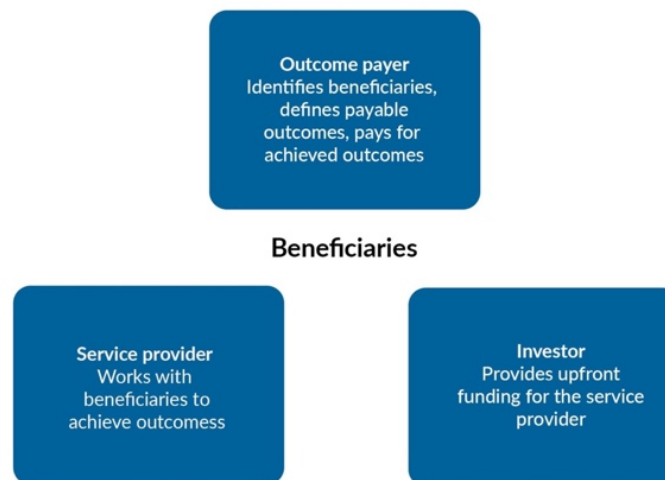 Outcome payer
Identifies beneficiaries,
defines payable
outcomes, pays for
achieved outcomes
Beneficiaries
Service provider
Works with
beneficiaries to
achieve outcomess
Investor
Provides upfront
funding for the service
provider